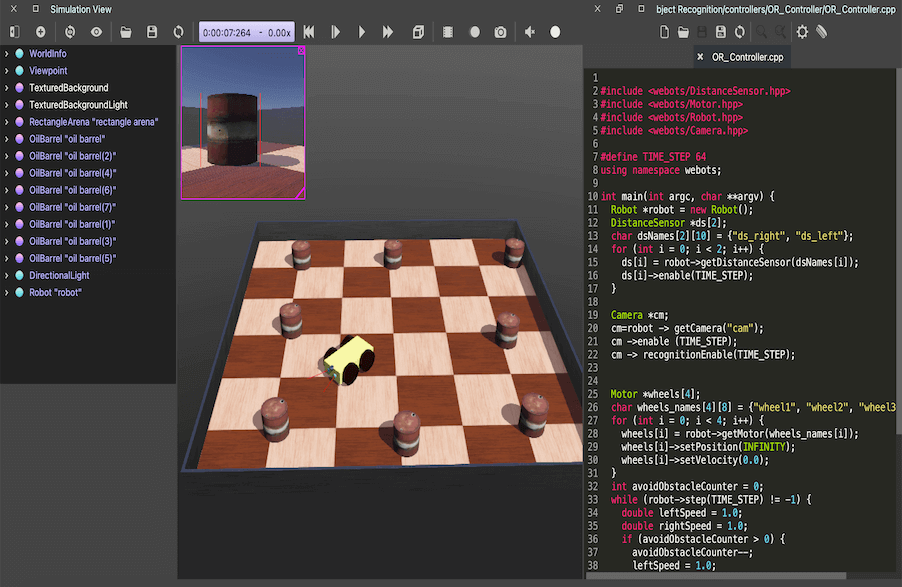 Simulation View
0:00:07:264 - 0.00x
WorldInfo
Viewpoint
TexturedBackground
TexturedBackgroundLight
RectangleArena "rectangle arena"
OilBarrel "oil barrel"
OilBarrel "oil barrel(2)"
OilBarrel "oil barrel(4)"
OilBarrel "oil barrel(6)"
OilBarrel "oil barrel(7)"
OilBarrel "oil barrel(1)"
OilBarrel "oil barrel(3)"
OilBarrel "oil barrel(5)"
DirectionalLight
Robot "robot"
bject Recognition/controllers/OR_Controller/OR_Controller.cpp
OR_Controller.cpp
1
2 #include <webots/DistanceSensor.hpp>
3 #include <webots/Motor.hpp>
4 #include <webots/Robot.hpp>
5 #include <webots/Camera.hpp>
6
7 #define TIME_STEP 64
8 using namespace webots;
9
10 int main(int argc, char **argv) {
11 Robot *robot = new Robot();
12 DistanceSensor *ds[2];
13 char dsNames[2][10] = {"ds_right", "ds_left"};
14 for (int i = 0; i < 2; i++) {
15 ds[i] = robot->getDistanceSensor(dsNames[i]);
16 ds[i]->enable(TIME_STEP);
17 }
18
19 Camera *cm;
20 cm=robot -> getCamera("cam");
21 cm ->enable (TIME_STEP);
22 cm -> recognitionEnable(TIME_STEP);
23
24
25 Motor *wheels[4];
26 char wheels_names[4][8] = {"wheel1", "wheel2", "wheel3
27 for (int i = 0; i < 4; i++) {
28 wheels[i] = robot->getMotor(wheels_names[i]);
29 wheels[i]->setPosition(INFINITY);
30 wheels[i]->setVelocity(0.0);
31 }
32 int avoidObstacleCounter = 0;
33 while (robot->step(TIME_STEP) != -1) {
34 double leftSpeed = 1.0;
35 double rightSpeed = 1.0;
36 if (avoidObstacleCounter > 0) {
37 avoidObstacleCounter--;
38 leftSpeed = 1.0;